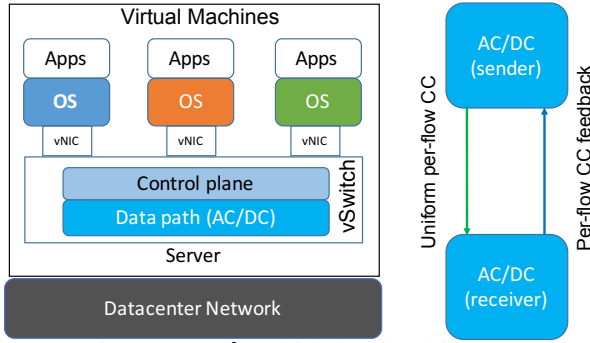 Virtual Machines
Apps
Apps
Apps
OS
OS
OS
vNIC
vNIC
vNIC
Control plane
Data path (AC/DC)
vSwitch
Server
Datacenter Network
AC/DC
(sender)
Uniform per-flow CC
Per-flow CC feedback
AC/DC
(receiver)